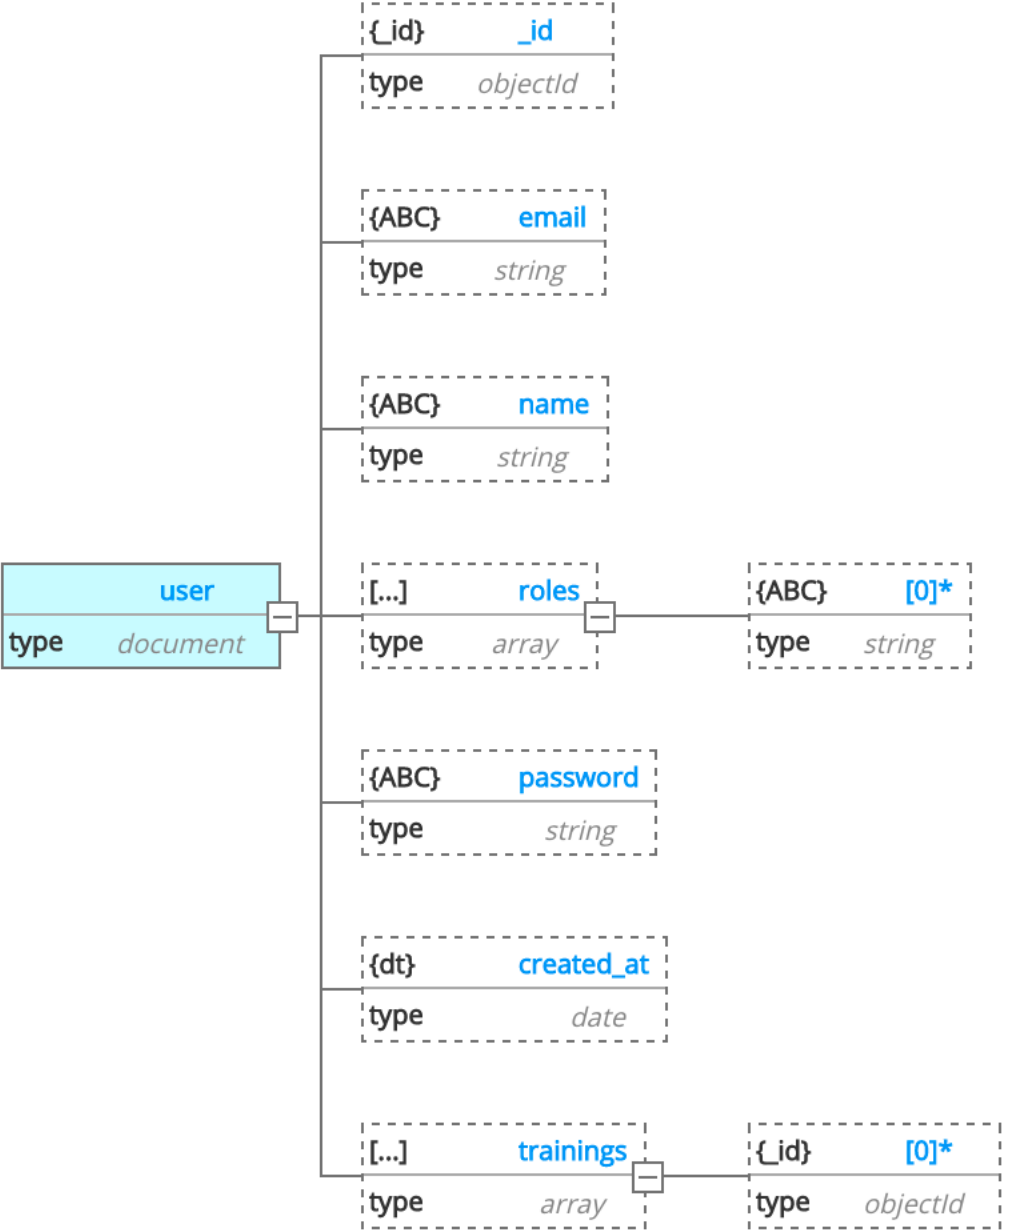 {_id} _id
type objectId
{ABC} email
type string
{ABC} name
type string
user
type document
[...] roles
type array
{ABC} [0]*
type string
{ABC} password
type string
{dt} created_at
type date
[...] trainings
type array
{_id} [0]*
type objectId